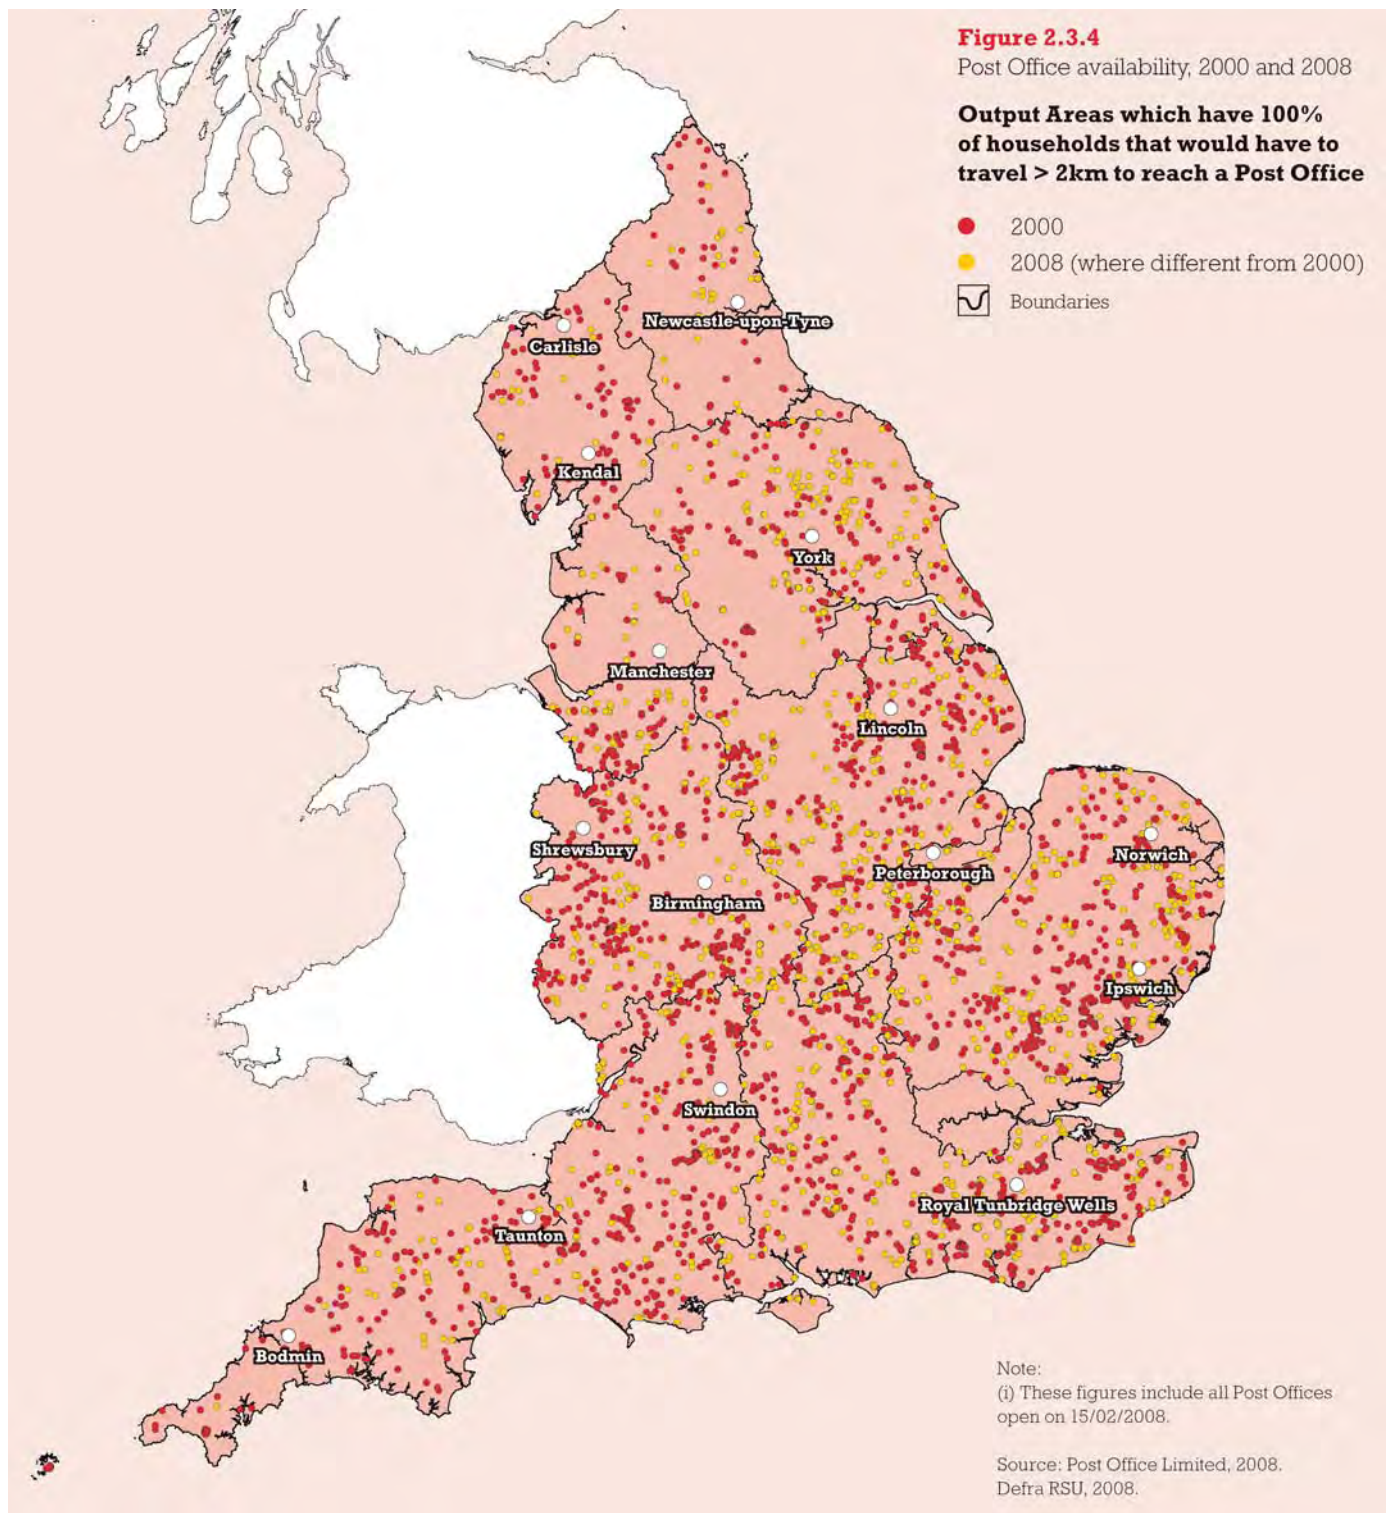 Figure 2.3.4
Post Office availability, 2000 and 2008
Output Areas which have 100%
of households that would have to
travel > 2km to reach a Post Office
2000
2008 (where different from 2000)
Boundaries
Newcastle-upon-Tyne
Carlisle
Kendal
York
Manchester
Lincoln
Shrewsbury
Norwich
Peterborough
Birmingham
Ipswich
Swindon
Royal Tunbridge Wells
Taunton
Bodmin
Note:
(i) These figures include all Post Offices
open on 15/02/2008.
Source: Post Office Limited, 2008.
Defra RSU, 2008.